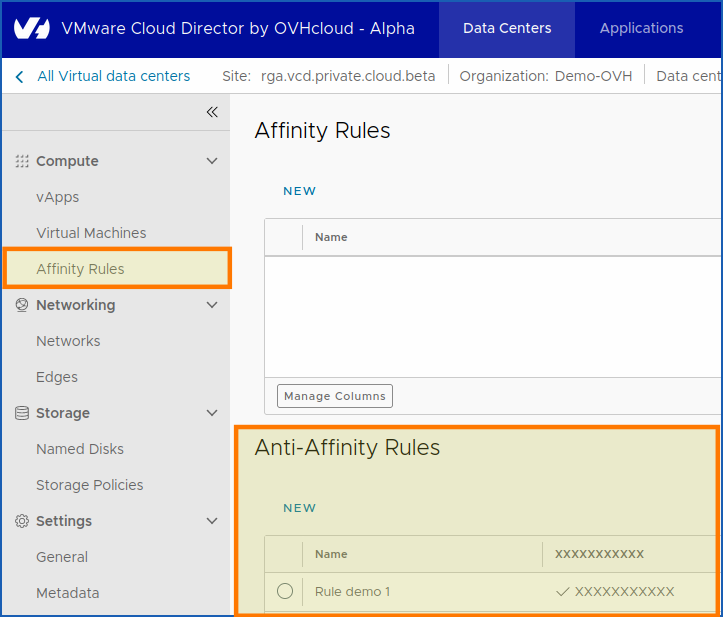 VMware Cloud Director by OVHcloud - Alpha
Data Centers
Applications
All Virtual data centers
Site: rga.vcd.private.cloud.beta
Organization: Demo-OVH
Data cent
Compute
vApps
Virtual Machines
Affinity Rules
Networking
Networks
Edges
Storage
Named Disks
Storage Policies
Settings
General
Metadata
Affinity Rules
NEW
Name
Manage Columns
Anti-Affinity Rules
NEW
Name
XXXXXXXXXXX
Rule demo 1
XXXXXXXXXXX